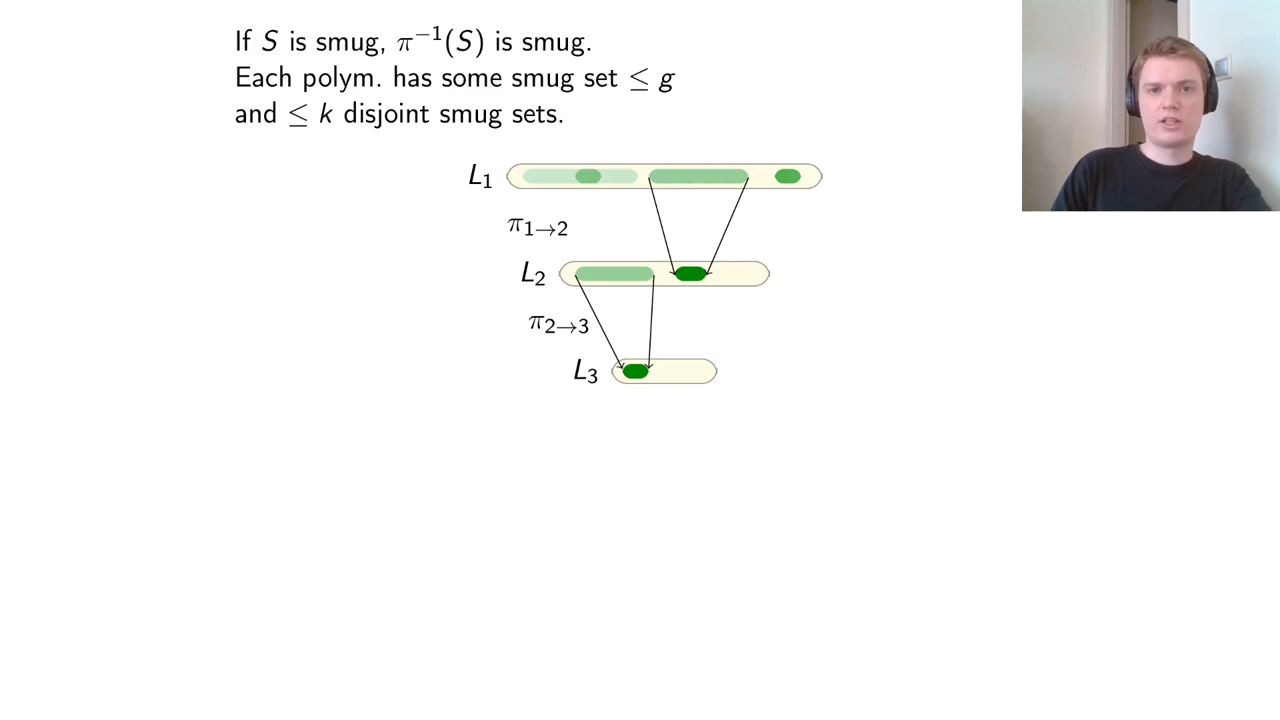 If S is smug, π⁻¹(S) is smug.
Each polym. has some smug set ≤ g
and ≤ k disjoint smug sets.
L₁
π₁→₂
L₂
π₂→₃
L₃